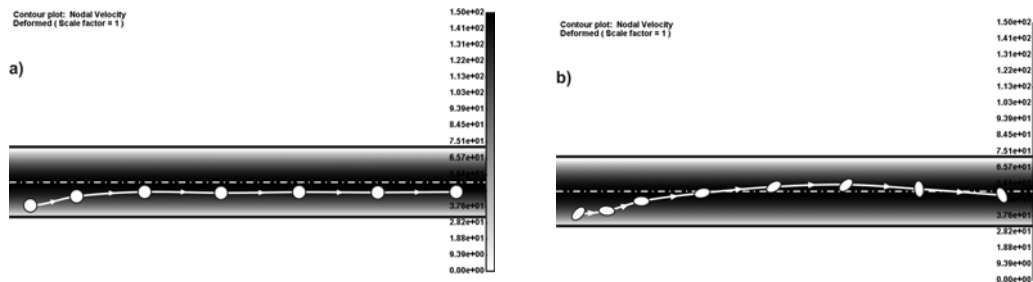 Contour plot: Nodal Velocity
Deformed ( Scale factor = 1 )
a)
1.50e+02
1.41e+02
1.31e+02
1.22e+02
1.13e+02
1.03e+02
9.39e+01
8.45e+01
7.51e+01
6.57e+01
3.76e+01
2.82e+01
1.88e+01
9.39e+00
0.00e+00
Contour plot: Nodal Velocity
Deformed ( Scale factor = 1 )
b)
1.50e+02
1.41e+02
1.31e+02
1.22e+02
1.13e+02
1.03e+02
9.39e+01
8.45e+01
7.51e+01
6.57e+01
3.76e+01
2.82e+01
1.88e+01
9.39e+00
0.00e+00